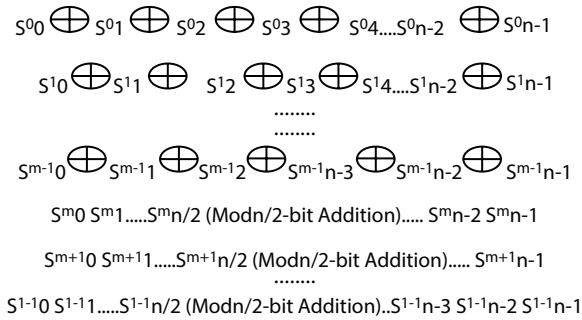 S⁰0 ⊕ S⁰1 ⊕ S⁰2 ⊕ S⁰3 ⊕ S⁰4....S⁰n-2 ⊕ S⁰n-1
S¹0 ⊕ S¹1 ⊕ S¹2 ⊕ S¹3 ⊕ S¹4....S¹n-2 ⊕ S¹n-1
........
........
Sᵐ⁻¹0 ⊕ Sᵐ⁻¹1 ⊕ Sᵐ⁻¹2 ⊕ Sᵐ⁻¹n-3 ⊕ Sᵐ⁻¹n-2 ⊕ Sᵐ⁻¹n-1
Sᵐ0 Sᵐ1.....Sᵐn/2 (Modn/2-bit Addition)..... Sᵐn-2 Sᵐn-1
Sᵐ⁺¹0 Sᵐ⁺¹1.....Sᵐ⁺¹n/2 (Modn/2-bit Addition)..... Sᵐ⁺¹n-1
........
S¹⁻¹0 S¹⁻¹1.....S¹⁻¹n/2 (Modn/2-bit Addition)..S¹⁻¹n-3 S¹⁻¹n-2 S¹⁻¹n-1